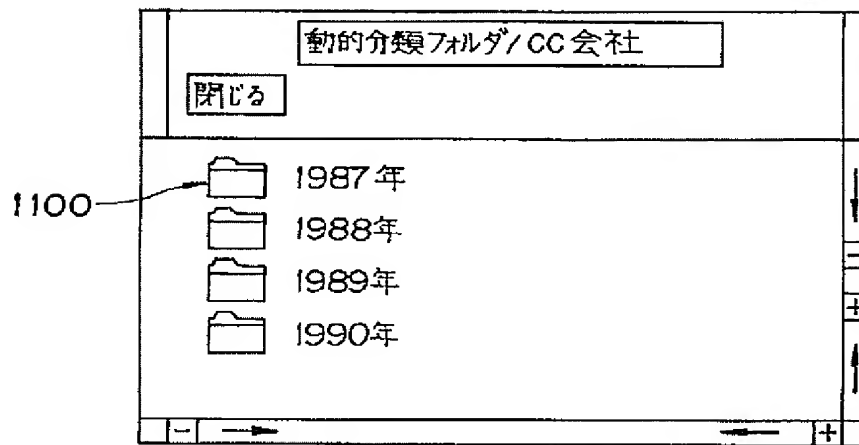 動的分類フォルダ/CC会社
閉じる
1100
1987年
1988年
1989年
1990年
-
+
-
+